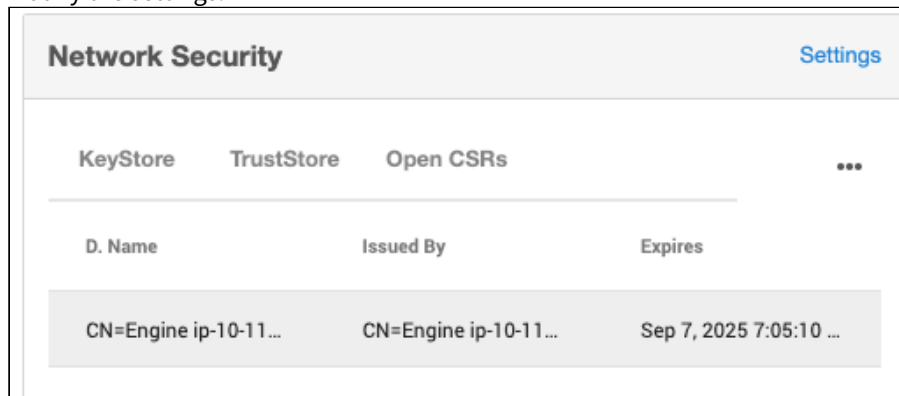 Network Security Settings
KeyStore TrustStore Open CSRs •••
D. Name Issued By Expires
CN=Engine ip-10-11... CN=Engine ip-10-11... Sep 7, 2025 7:05:10 ...